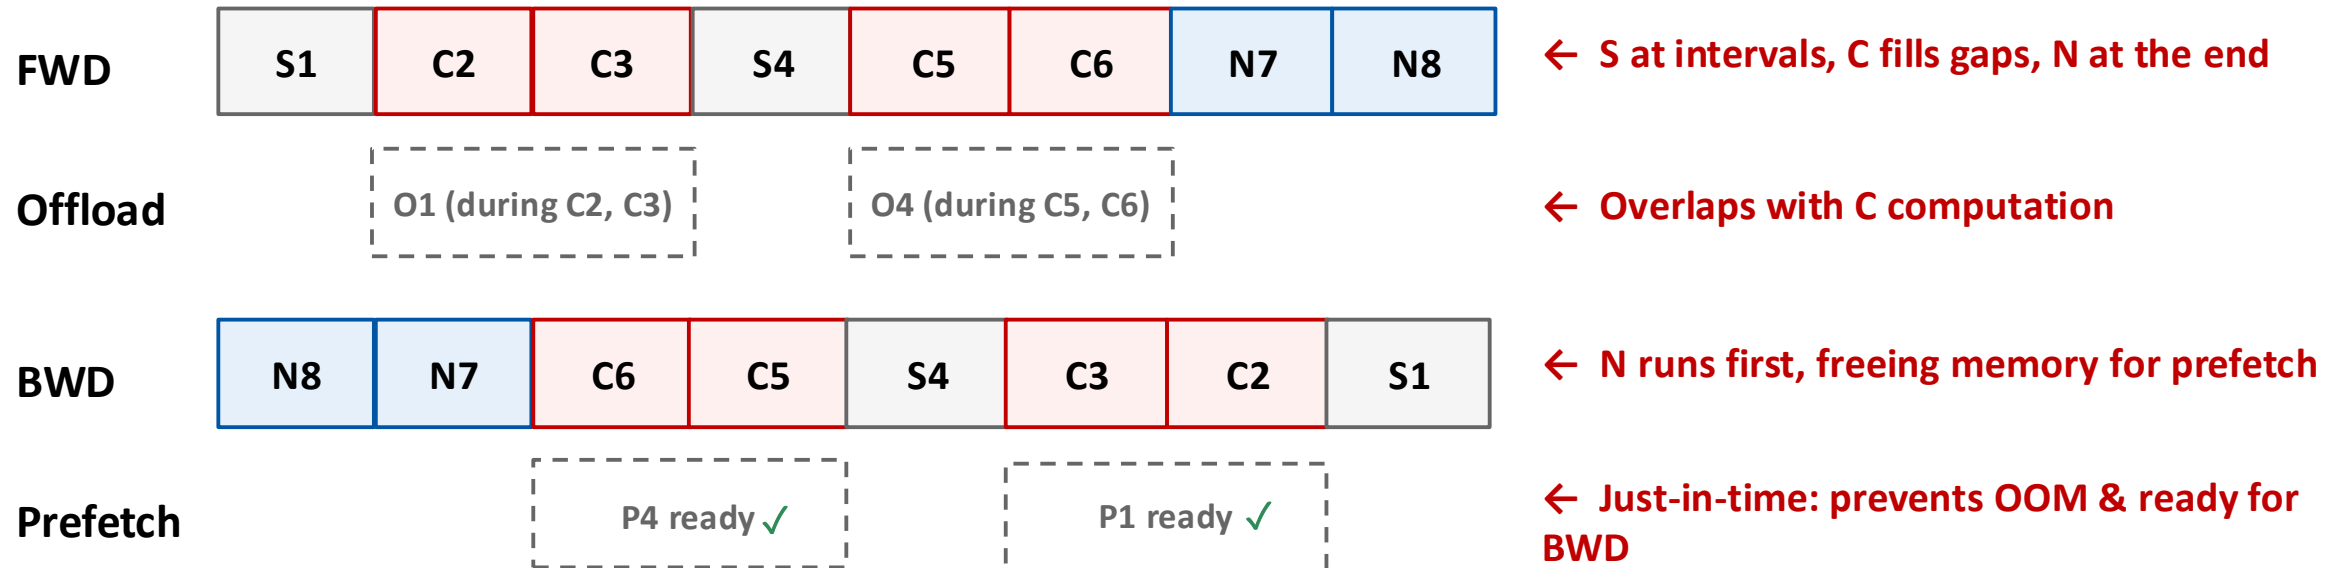 FWD S1 C2 C3 S4 C5 C6 N7 N8 ← S at intervals, C fills gaps, N at the end
Offload O1 (during C2, C3) O4 (during C5, C6) ← Overlaps with C computation
BWD N8 N7 C6 C5 S4 C3 C2 S1 ← N runs first, freeing memory for prefetch
Prefetch P4 ready ✓ P1 ready ✓ ← Just-in-time: prevents OOM & ready for
BWD